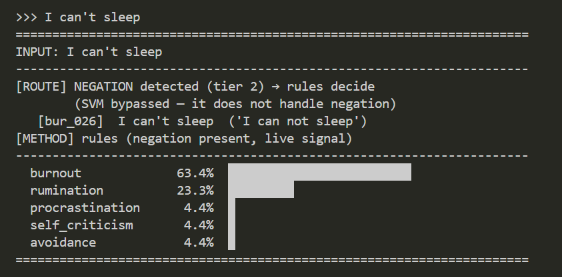 >>> I can't sleep
======================================================================
INPUT: I can't sleep
----------------------------------------------------------------------
[ROUTE] NEGATION detected (tier 2) → rules decide
(SVM bypassed — it does not handle negation)
[bur_026]  I can't sleep  ('I can not sleep')
[METHOD] rules (negation present, live signal)
----------------------------------------------------------------------
burnout 63.4%
rumination 23.3%
procrastination 4.4%
self_criticism 4.4%
avoidance 4.4%
======================================================================